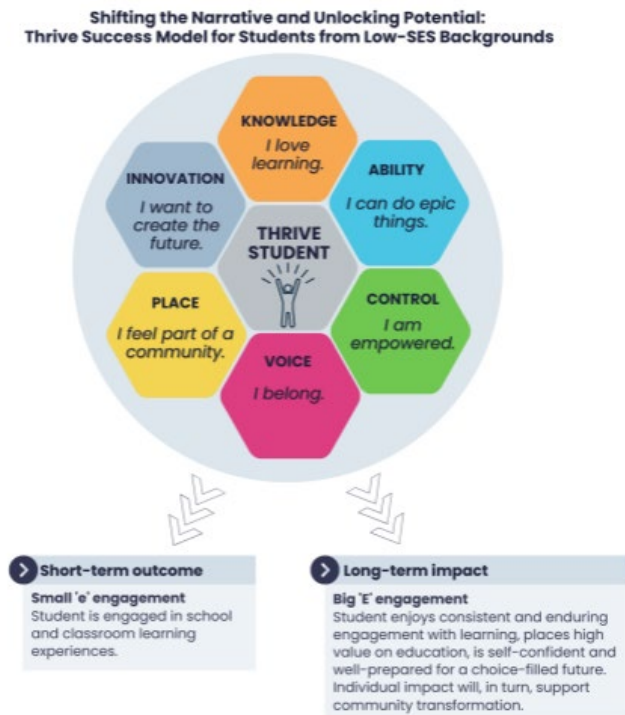 Shifting the Narrative and Unlocking Potential:
Thrive Success Model for Students from Low-SES Backgrounds
KNOWLEDGE
I love
learning.
ABILITY
I can do epic
things.
CONTROL
I am
empowered.
VOICE
I belong.
PLACE
I feel part of a
community.
INNOVATION
I want to
create the
future.
THRIVE
STUDENT
Short-term outcome
Small 'e' engagement
Student is engaged in school
and classroom learning
experiences.
Long-term impact
Big 'E' engagement
Student enjoys consistent and enduring
engagement with learning, places high
value on education, is self-confident and
well-prepared for a choice-filled future.
Individual impact will, in turn, support
community transformation.